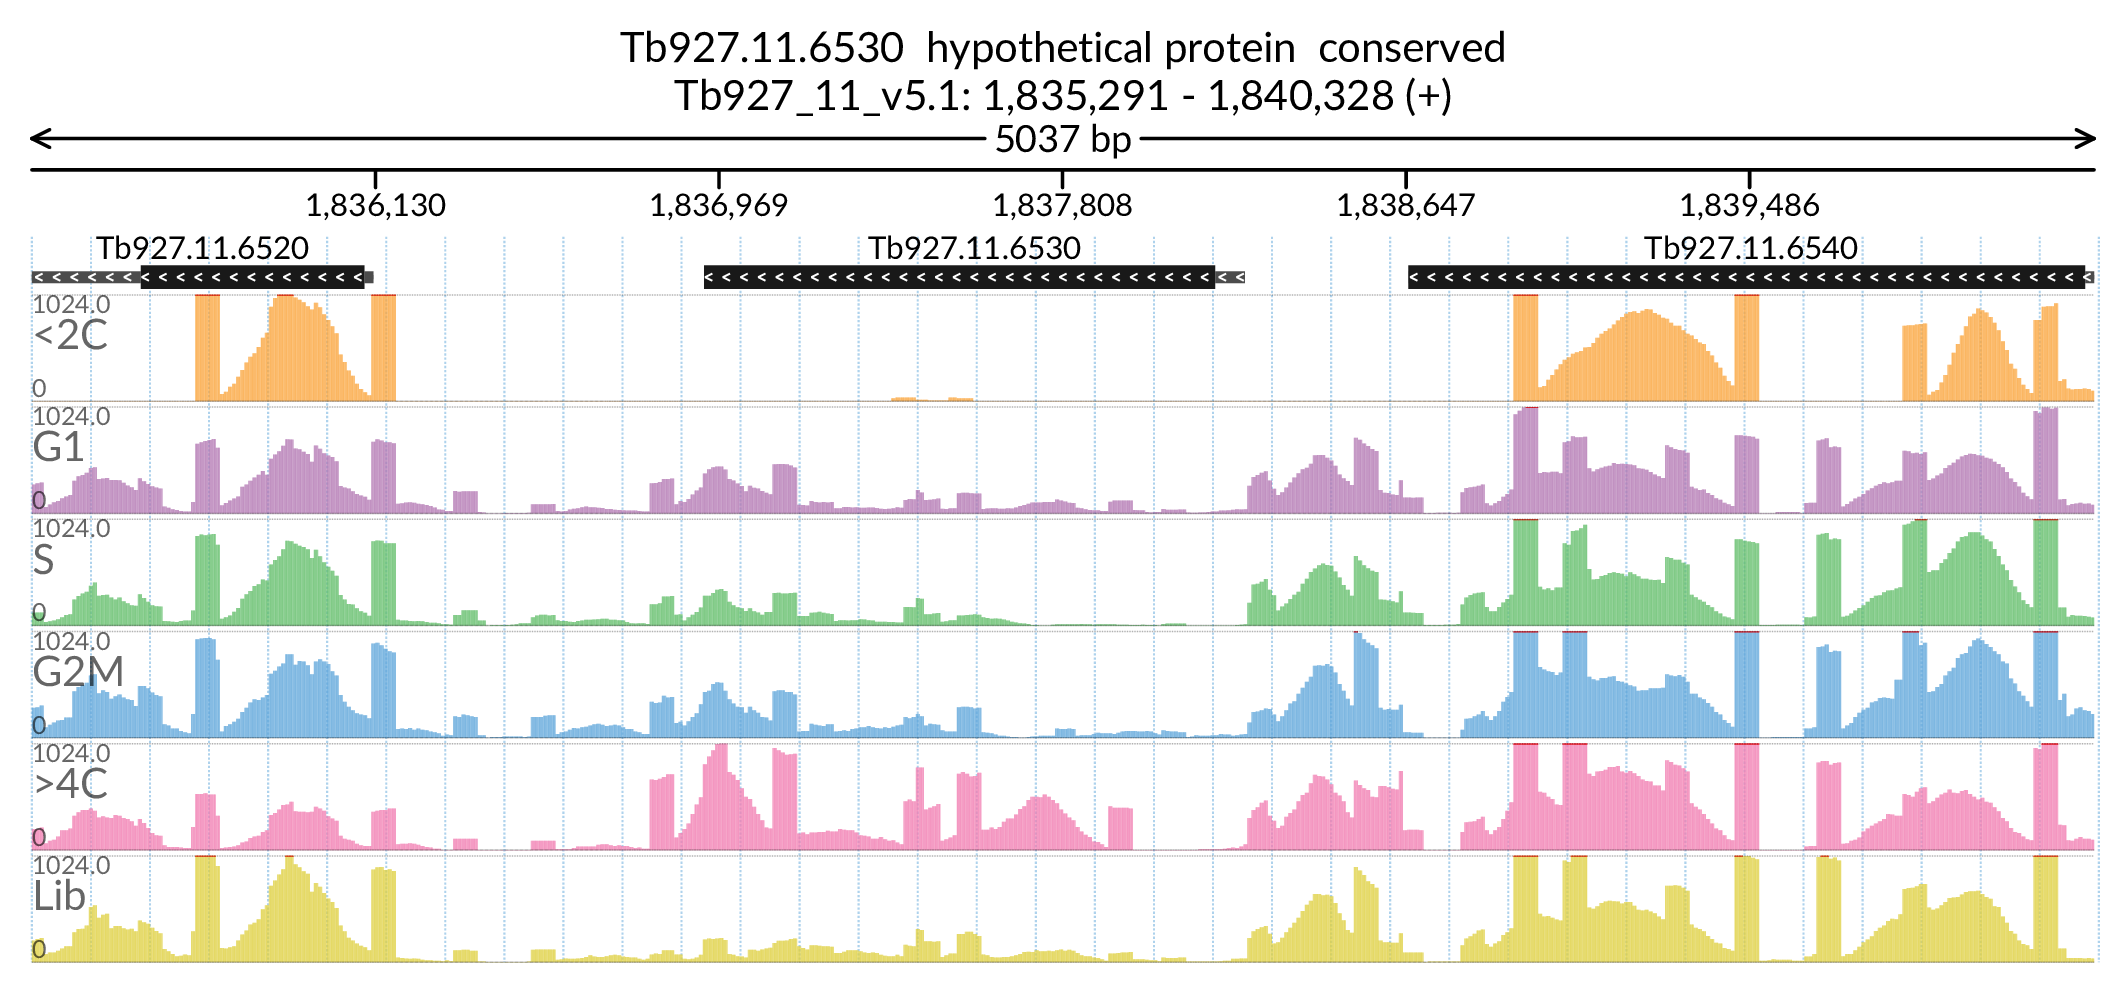 Tb927.11.6530  hypothetical protein  conserved
Tb927_11_v5.1: 1,835,291 - 1,840,328 (+)
5037 bp
1,836,130 1,836,969 1,837,808 1,838,647 1,839,486
Tb927.11.6520 Tb927.11.6530 Tb927.11.6540
1024.0
<2C
0
1024.0
G1
0
1024.0
S
0
1024.0
G2M
0
1024.0
>4C
0
1024.0
Lib
0